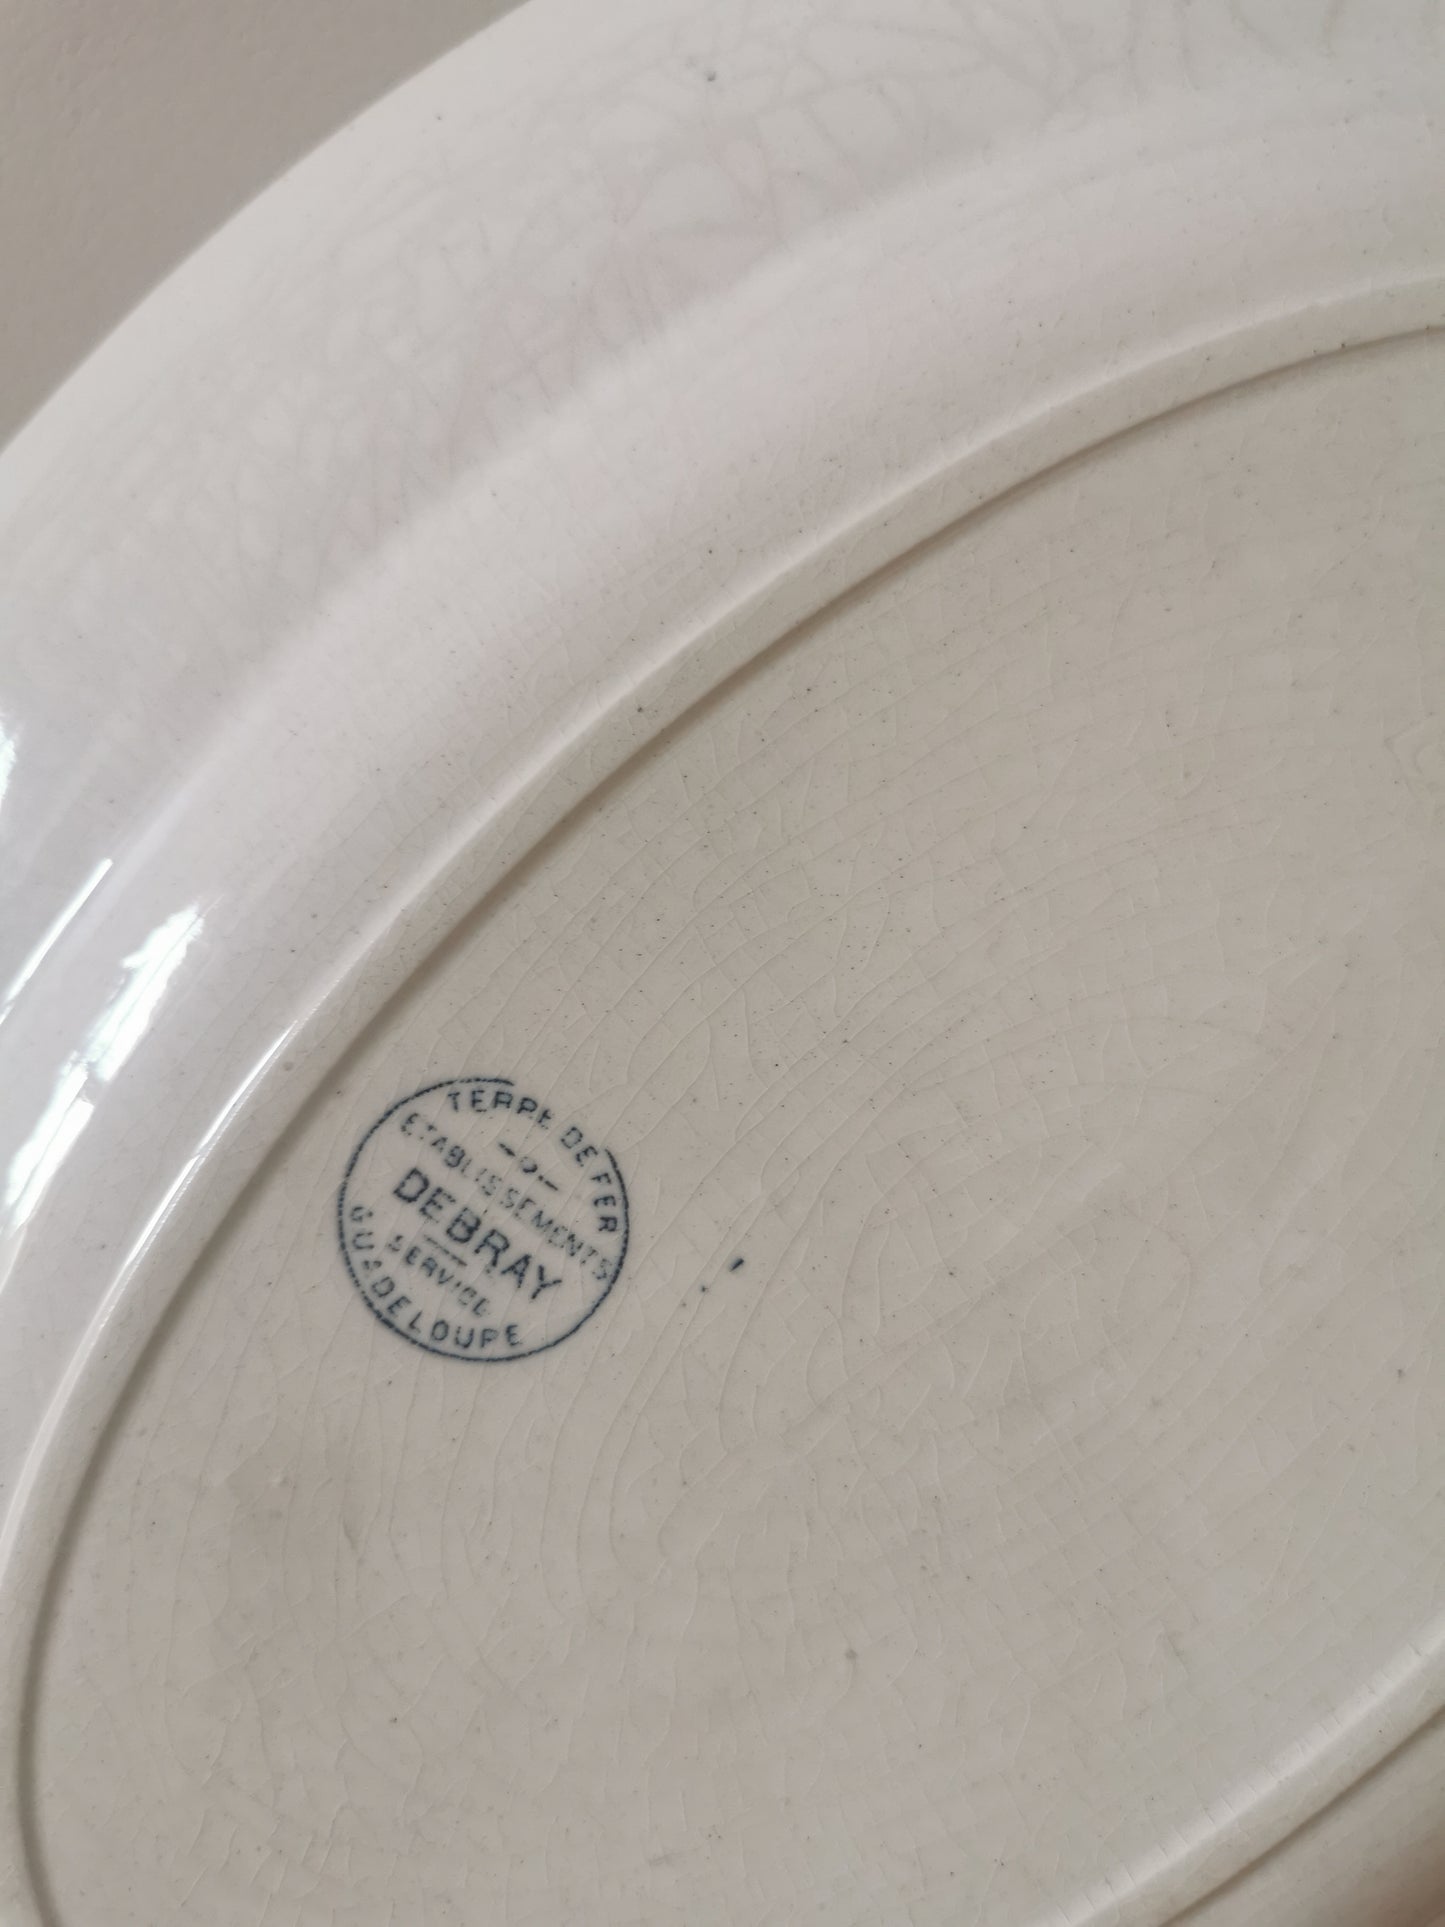 TERRE DE FER
ETABLISSEMENTS
DEBRAY
SERVICE
GUADELOUPE